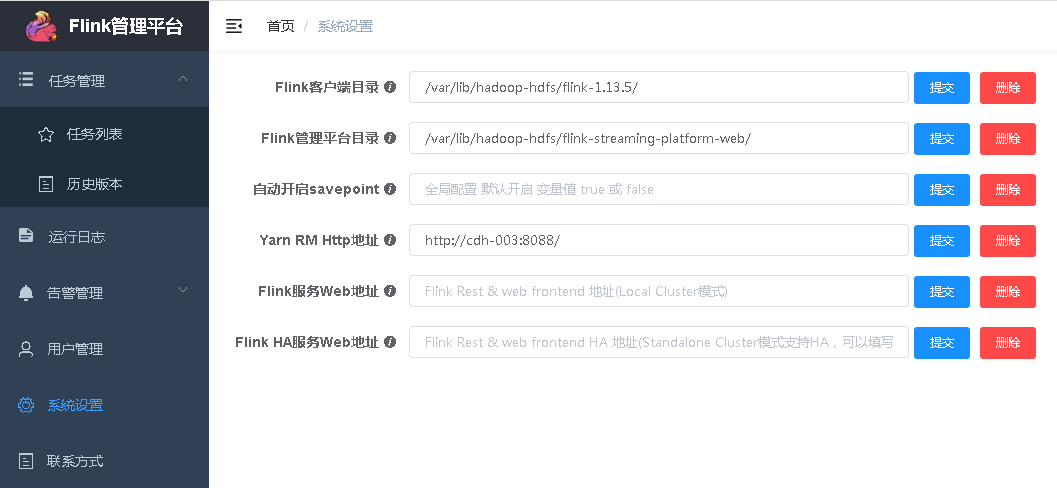 Flink管理平台
首页 / 系统设置
任务管理
任务列表
历史版本
运行日志
告警管理
用户管理
系统设置
联系方式
Flink客户端目录 /var/lib/hadoop-hdfs/flink-1.13.5/ 提交 删除
Flink管理平台目录 /var/lib/hadoop-hdfs/flink-streaming-platform-web/ 提交 删除
自动开启savepoint 全局配置 默认开启 变量值 true 或 false 提交 删除
Yarn RM Http地址 http://cdh-003:8088/ 提交 删除
Flink服务Web地址 Flink Rest & web frontend 地址(Local Cluster模式) 提交 删除
Flink HA服务Web地址 Flink Rest & web frontend HA 地址(Standalone Cluster模式支持HA，可以填写 提交 删除